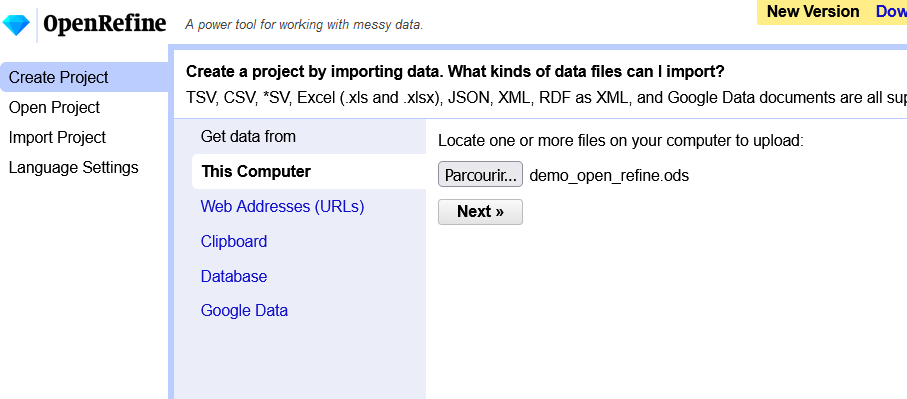 OpenRefine A power tool for working with messy data.
New Version Dow
Create Project
Open Project
Import Project
Language Settings
Create a project by importing data. What kinds of data files can I import?
TSV, CSV, *SV, Excel (.xls and .xlsx), JSON, XML, RDF as XML, and Google Data documents are all sup
Get data from
This Computer
Web Addresses (URLs)
Clipboard
Database
Google Data
Locate one or more files on your computer to upload:
Parcourir... demo_open_refine.ods
Next »